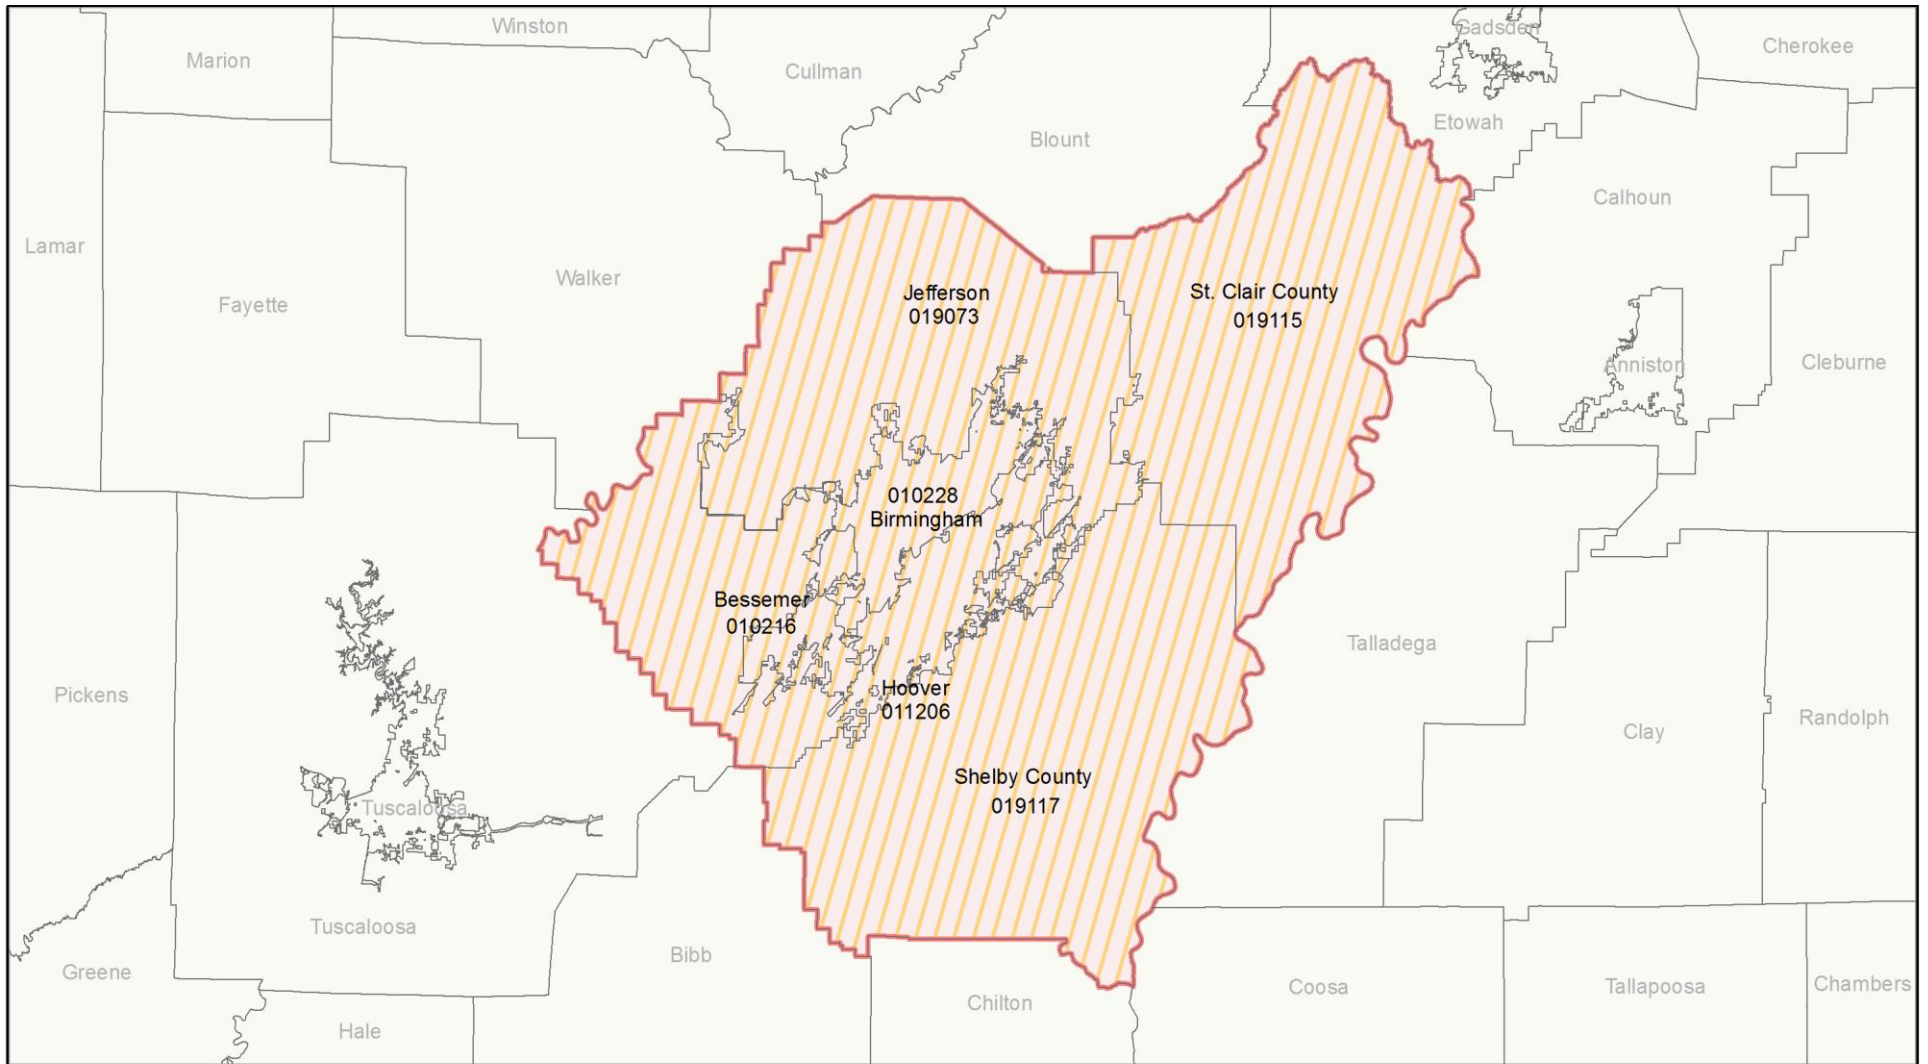 Winston
Gadsden
Marion
Cullman
Cherokee
Blount
Etowah
Calhoun
Lamar
Walker
Fayette
Jefferson
019073
St. Clair County
019115
Anniston
Cleburne
010228
Birmingham
Bessemer
010216
Talladega
Pickens
Hoover
011206
Clay
Randolph
Shelby County
019117
Tuscaloosa
Tuscaloosa
Bibb
Greene
Chilton
Coosa
Tallapoosa
Chambers
Hale